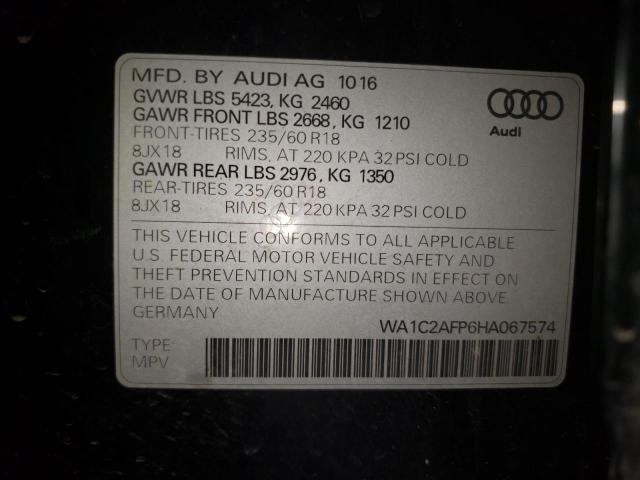 MFD. BY AUDI AG 1016
GVWR LBS 5423, KG 2460
GAWR FRONT LBS 2668, KG 1210
FRONT-TIRES 235/60 R18
8JX18 RIMS, AT 220 KPA 32 PSI COLD
GAWR REAR LBS 2976, KG 1350
REAR-TIRES 235/60 R18
8JX18 RIMS, AT 220 KPA 32 PSI COLD
Audi
THIS VEHICLE CONFORMS TO ALL APPLICABLE
U.S. FEDERAL MOTOR VEHICLE SAFETY AND
THEFT PREVENTION STANDARDS IN EFFECT ON
THE DATE OF MANUFACTURE SHOWN ABOVE
GERMANY
WA1C2AFP6HA067574
TYPE
MPV